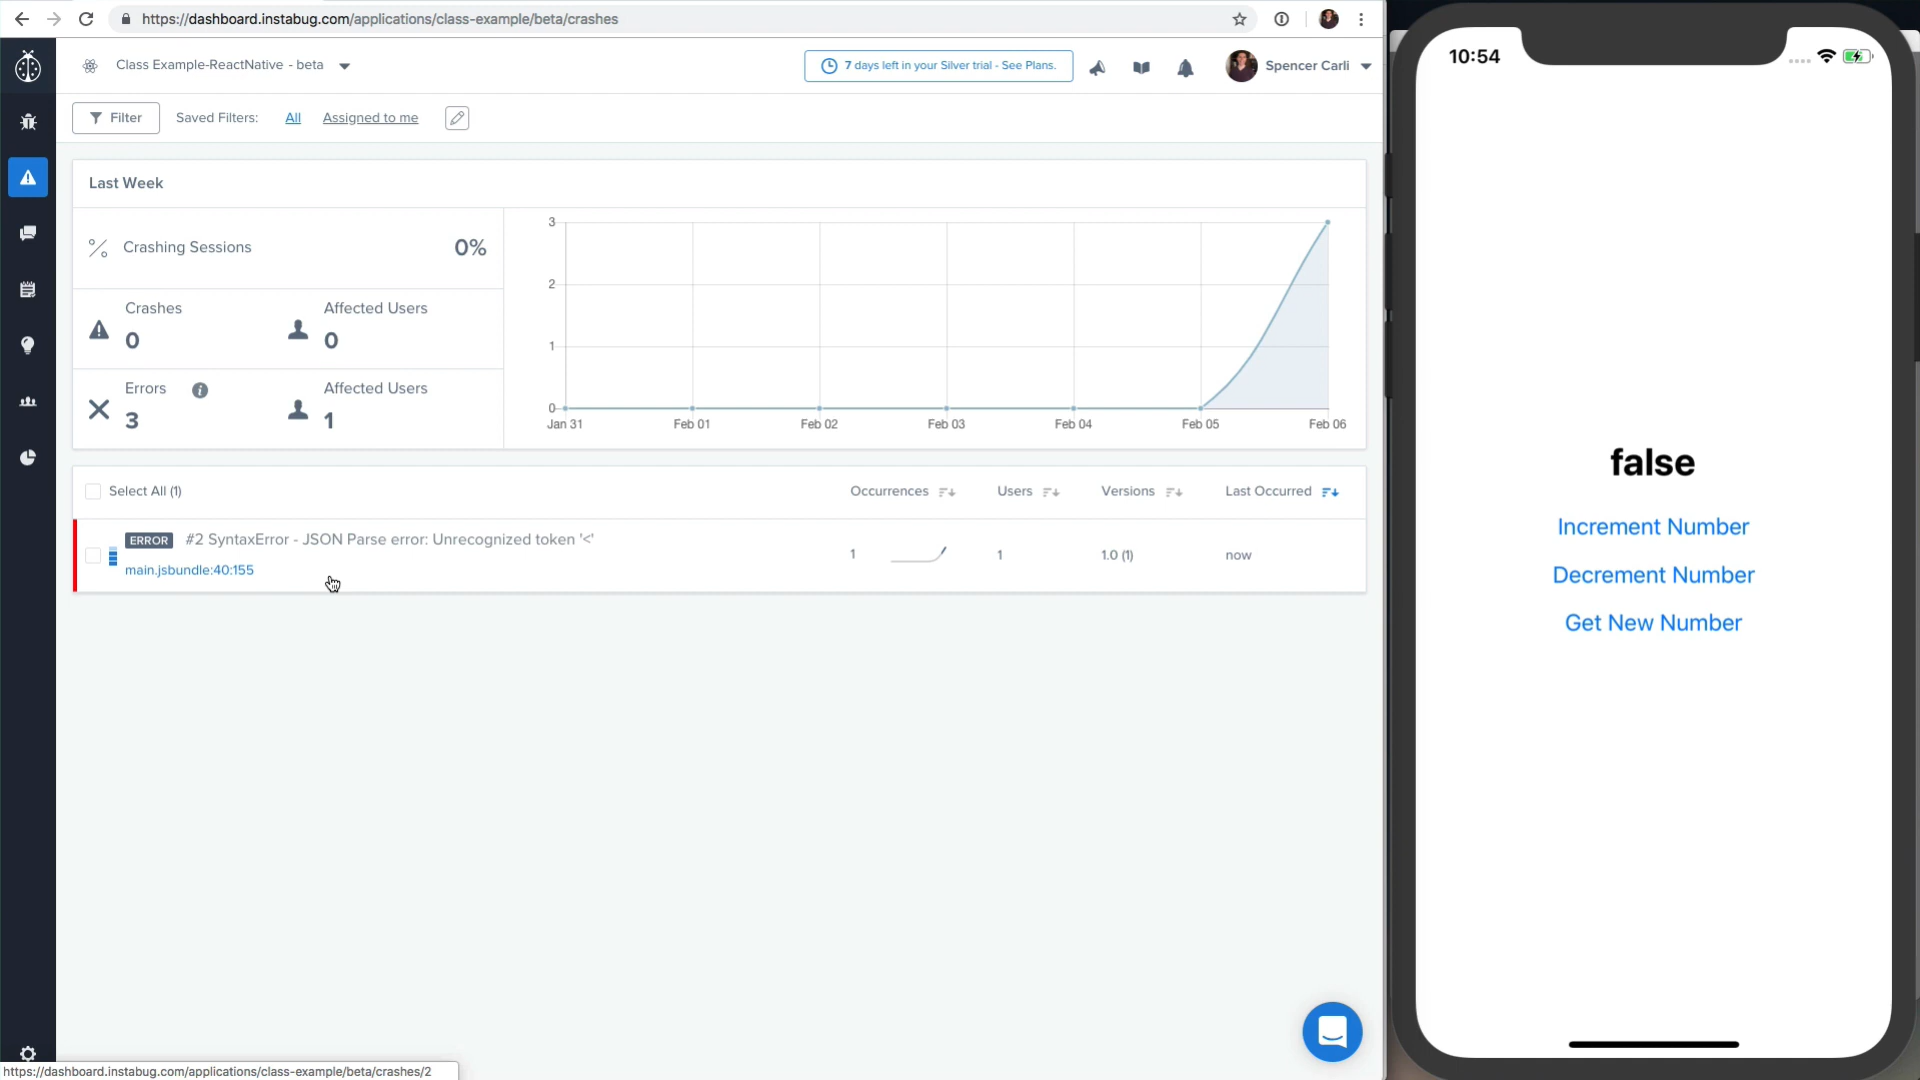 https://dashboard.instabug.com/applications/class-example/beta/crashes
Class Example-ReactNative - beta
7 days left in your Silver trial - See Plans.
Spencer Carli
Filter
Saved Filters:
All
Assigned to me
Last Week
Crashing Sessions
0%
Crashes
0
Affected Users
0
Errors
3
Affected Users
1
3
2
1
0
Jan 31
Feb 01
Feb 02
Feb 03
Feb 04
Feb 05
Feb 06
Select All (1)
Occurrences
Users
Versions
Last Occurred
ERROR
#2 SyntaxError - JSON Parse error: Unrecognized token '<'
main.jsbundle:40:155
1
1
1.0 (1)
now
https://dashboard.instabug.com/applications/class-example/beta/crashes/2
10:54
false
Increment Number
Decrement Number
Get New Number